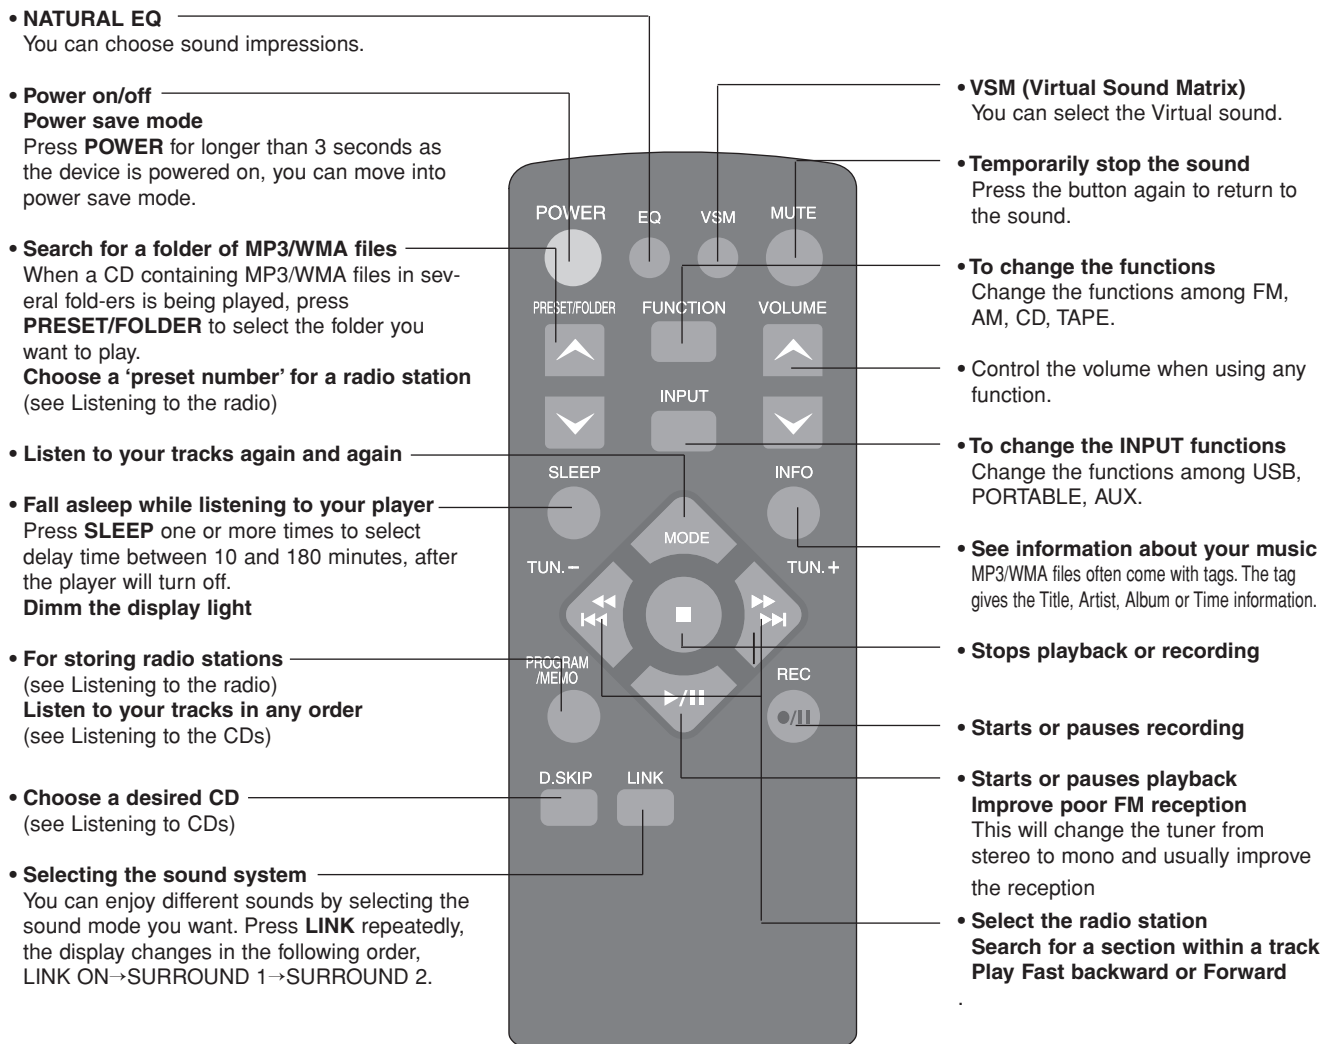 • NATURAL EQ
You can choose sound impressions.
• Power on/off
Power save mode
Press POWER for longer than 3 seconds as
the device is powered on, you can move into
power save mode.
• Search for a folder of MP3/WMA files
When a CD containing MP3/WMA files in sev-
eral fold-ers is being played, press
PRESET/FOLDER to select the folder you
want to play.
Choose a ‘preset number’ for a radio station
(see Listening to the radio)
• Listen to your tracks again and again
• Fall asleep while listening to your player
Press SLEEP one or more times to select
delay time between 10 and 180 minutes, after
the player will turn off.
Dimm the display light
• For storing radio stations
(see Listening to the radio)
Listen to your tracks in any order
(see Listening to the CDs)
• Choose a desired CD
(see Listening to CDs)
• Selecting the sound system
You can enjoy different sounds by selecting the
sound mode you want. Press LINK repeatedly,
the display changes in the following order,
LINK ON→SURROUND 1→SURROUND 2.
POWER EQ VSM MUTE
PRESET/FOLDER FUNCTION VOLUME
INPUT
SLEEP INFO
MODE
TUN.− TUN.+
PROGRAM
/MEMO
REC
●/II
D.SKIP LINK
• VSM (Virtual Sound Matrix)
You can select the Virtual sound.
• Temporarily stop the sound
Press the button again to return to
the sound.
• To change the functions
Change the functions among FM,
AM, CD, TAPE.
• Control the volume when using any
function.
• To change the INPUT functions
Change the functions among USB,
PORTABLE, AUX.
• See information about your music
MP3/WMA files often come with tags. The tag
gives the Title, Artist, Album or Time information.
• Stops playback or recording
• Starts or pauses recording
• Starts or pauses playback
Improve poor FM reception
This will change the tuner from
stereo to mono and usually improve
the reception
• Select the radio station
Search for a section within a track
Play Fast backward or Forward
.